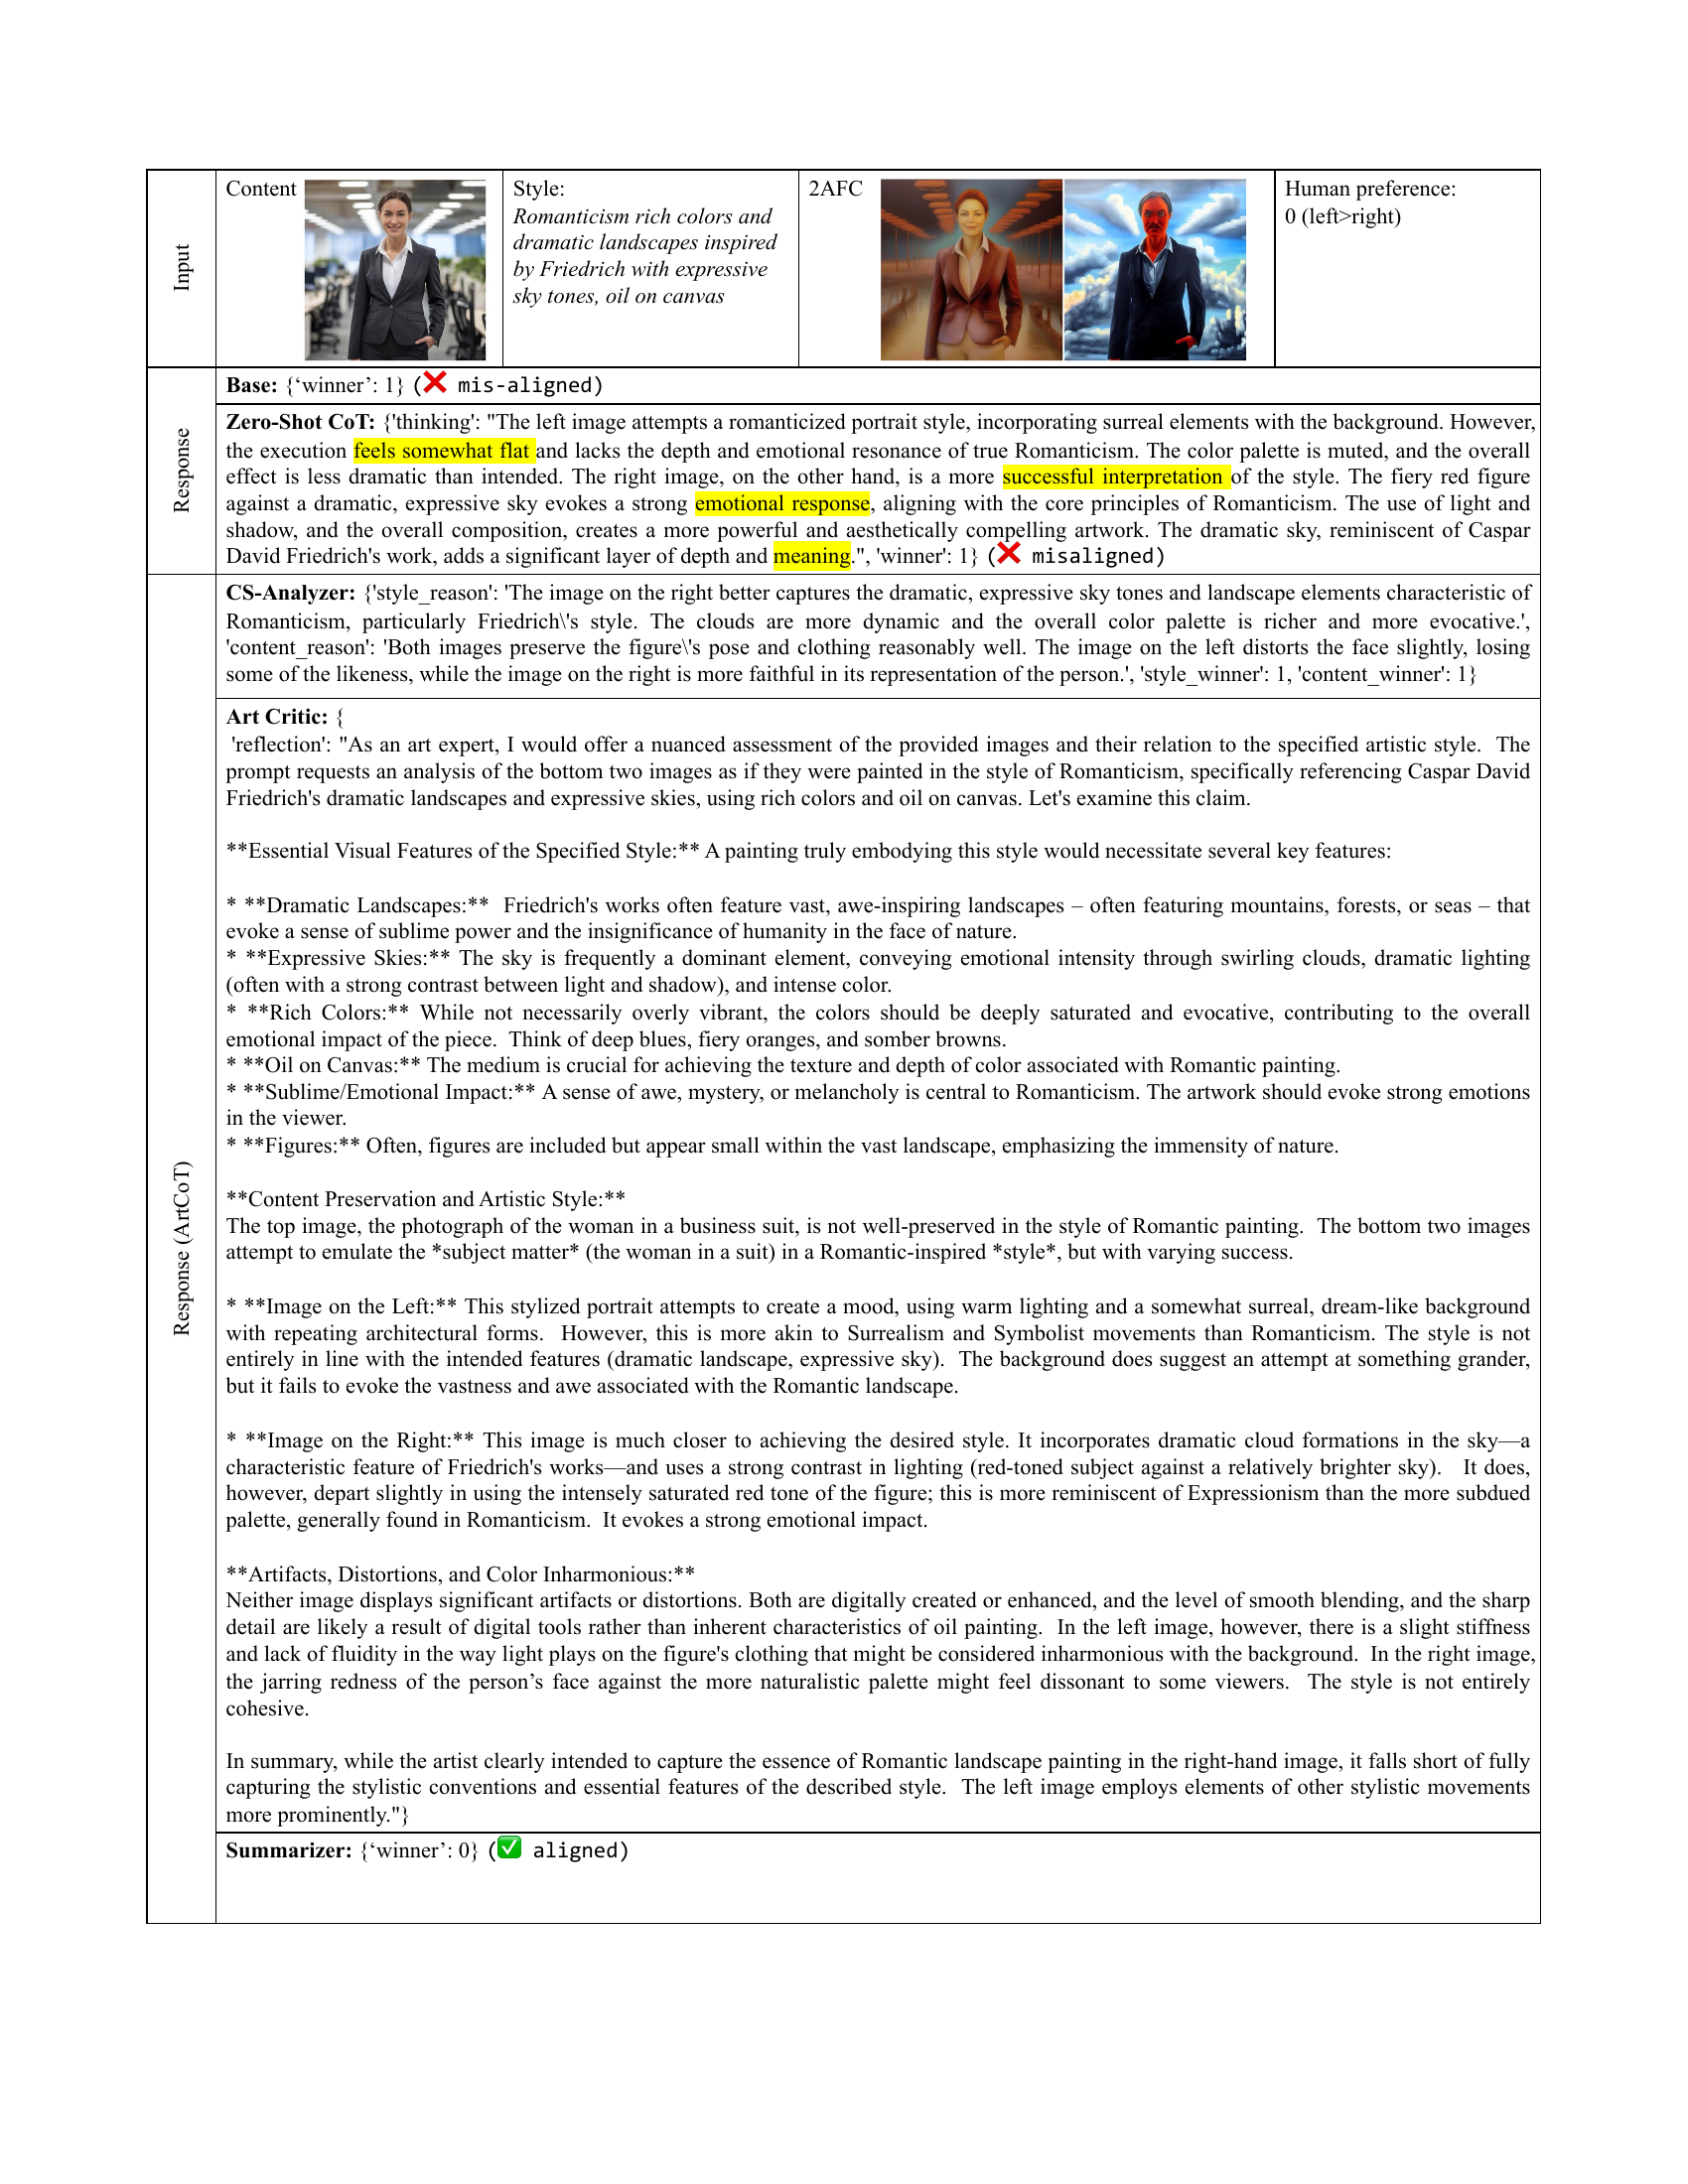 Content
Style:
Romanticism rich colors and
dramatic landscapes inspired
by Friedrich with expressive
sky tones, oil on canvas
2AFC
Human preference:
0 (left>right)
Input
Base: {‘winner’: 1} (❌ mis-aligned)
Response
Zero-Shot CoT: {'thinking': "The left image attempts a romanticized portrait style, incorporating surreal elements with the background. However,
the execution feels somewhat flat and lacks the depth and emotional resonance of true Romanticism. The color palette is muted, and the overall
effect is less dramatic than intended. The right image, on the other hand, is a more successful interpretation of the style. The fiery red figure
against a dramatic, expressive sky evokes a strong emotional response, aligning with the core principles of Romanticism. The use of light and
shadow, and the overall composition, creates a more powerful and aesthetically compelling artwork. The dramatic sky, reminiscent of Caspar
David Friedrich's work, adds a significant layer of depth and meaning.", 'winner': 1} (❌ misaligned)
Response (ArtCoT)
CS-Analyzer: {'style_reason': 'The image on the right better captures the dramatic, expressive sky tones and landscape elements characteristic of
Romanticism, particularly Friedrich\'s style. The clouds are more dynamic and the overall color palette is richer and more evocative.',
'content_reason': 'Both images preserve the figure\'s pose and clothing reasonably well. The image on the left distorts the face slightly, losing
some of the likeness, while the image on the right is more faithful in its representation of the person.', 'style_winner': 1, 'content_winner': 1}
Art Critic: {
'reflection': "As an art expert, I would offer a nuanced assessment of the provided images and their relation to the specified artistic style. The
prompt requests an analysis of the bottom two images as if they were painted in the style of Romanticism, specifically referencing Caspar David
Friedrich's dramatic landscapes and expressive skies, using rich colors and oil on canvas. Let's examine this claim.
**Essential Visual Features of the Specified Style:** A painting truly embodying this style would necessitate several key features:
* **Dramatic Landscapes:** Friedrich's works often feature vast, awe-inspiring landscapes – often featuring mountains, forests, or seas – that
evoke a sense of sublime power and the insignificance of humanity in the face of nature.
* **Expressive Skies:** The sky is frequently a dominant element, conveying emotional intensity through swirling clouds, dramatic lighting
(often with a strong contrast between light and shadow), and intense color.
* **Rich Colors:** While not necessarily overly vibrant, the colors should be deeply saturated and evocative, contributing to the overall
emotional impact of the piece. Think of deep blues, fiery oranges, and somber browns.
* **Oil on Canvas:** The medium is crucial for achieving the texture and depth of color associated with Romantic painting.
* **Sublime/Emotional Impact:** A sense of awe, mystery, or melancholy is central to Romanticism. The artwork should evoke strong emotions
in the viewer.
* **Figures:** Often, figures are included but appear small within the vast landscape, emphasizing the immensity of nature.
**Content Preservation and Artistic Style:**
The top image, the photograph of the woman in a business suit, is not well-preserved in the style of Romantic painting. The bottom two images
attempt to emulate the *subject matter* (the woman in a suit) in a Romantic-inspired *style*, but with varying success.
* **Image on the Left:** This stylized portrait attempts to create a mood, using warm lighting and a somewhat surreal, dream-like background
with repeating architectural forms. However, this is more akin to Surrealism and Symbolist movements than Romanticism. The style is not
entirely in line with the intended features (dramatic landscape, expressive sky). The background does suggest an attempt at something grander,
but it fails to evoke the vastness and awe associated with the Romantic landscape.
* **Image on the Right:** This image is much closer to achieving the desired style. It incorporates dramatic cloud formations in the sky—a
characteristic feature of Friedrich's works—and uses a strong contrast in lighting (red-toned subject against a relatively brighter sky). It does,
however, depart slightly in using the intensely saturated red tone of the figure; this is more reminiscent of Expressionism than the more subdued
palette, generally found in Romanticism. It evokes a strong emotional impact.
**Artifacts, Distortions, and Color Inharmonious:**
Neither image displays significant artifacts or distortions. Both are digitally created or enhanced, and the level of smooth blending, and the sharp
detail are likely a result of digital tools rather than inherent characteristics of oil painting. In the left image, however, there is a slight stiffness
and lack of fluidity in the way light plays on the figure's clothing that might be considered inharmonious with the background. In the right image,
the jarring redness of the person’s face against the more naturalistic palette might feel dissonant to some viewers. The style is not entirely
cohesive.
In summary, while the artist clearly intended to capture the essence of Romantic landscape painting in the right-hand image, it falls short of fully
capturing the stylistic conventions and essential features of the described style. The left image employs elements of other stylistic movements
more prominently."}
Summarizer: {‘winner’: 0} (✅ aligned)